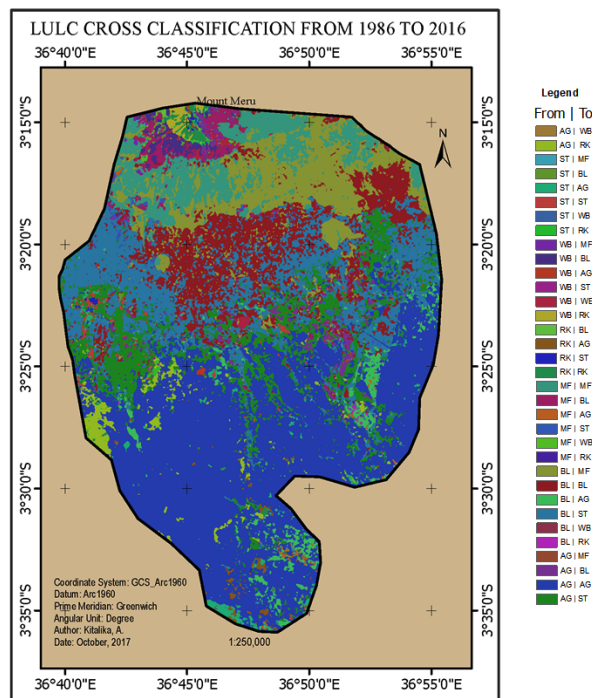 LULC CROSS CLASSIFICATION FROM 1986 TO 2016
36°40'0"E 36°45'0"E 36°50'0"E 36°55'0"E
Mount Meru
N
3°15'0"S 3°15'0"S
3°20'0"S 3°20'0"S
3°25'0"S 3°25'0"S
3°30'0"S 3°30'0"S
3°35'0"S 3°35'0"S
Coordinate System: GCS_Arc1960
Datum: Arc1960
Prime Meridian: Greenwich
Angular Unit: Degree
Author: Kitalika, A.
Date: October, 2017
1:250,000
36°40'0"E 36°45'0"E 36°50'0"E 36°55'0"E
Legend
From | To
AG | WB
AG | RK
ST | MF
ST | BL
ST | AG
ST | ST
ST | WB
ST | RK
WB | MF
WB | BL
WB | AG
WB | ST
WB | WB
WB | RK
RK | BL
RK | AG
RK | ST
RK | RK
MF | MF
MF | BL
MF | AG
MF | ST
MF | WB
MF | RK
BL | MF
BL | BL
BL | AG
BL | ST
BL | WB
BL | RK
AG | MF
AG | BL
AG | AG
AG | ST